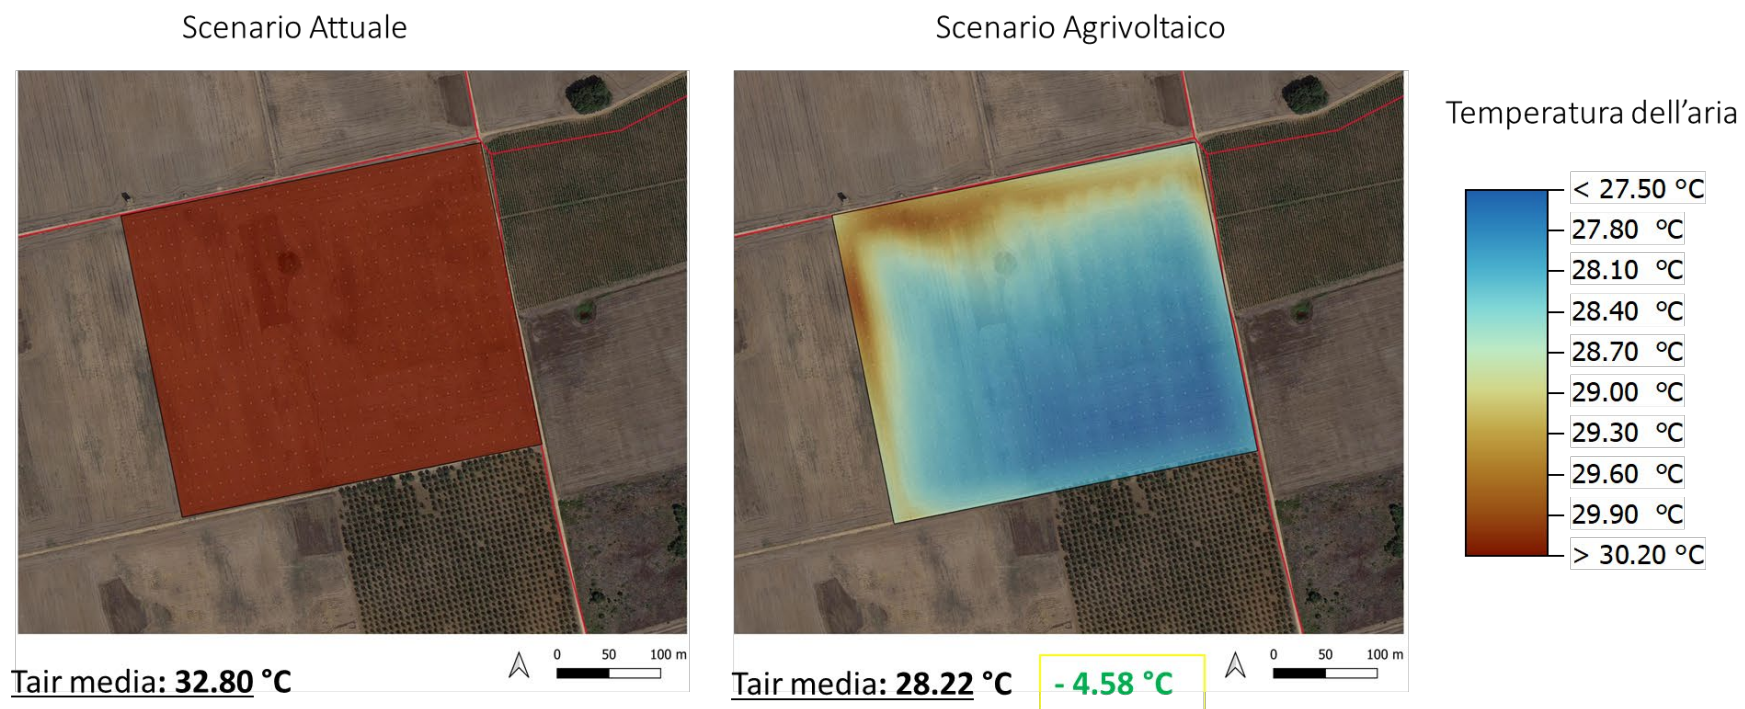 Scenario Attuale
Scenario Agrivoltaico
Temperatura dell’aria
< 27.50 °C
27.80 °C
28.10 °C
28.40 °C
28.70 °C
29.00 °C
29.30 °C
29.60 °C
29.90 °C
> 30.20 °C
0 50 100 m
Tair media: 32.80 °C
0 50 100 m
Tair media: 28.22 °C
- 4.58 °C